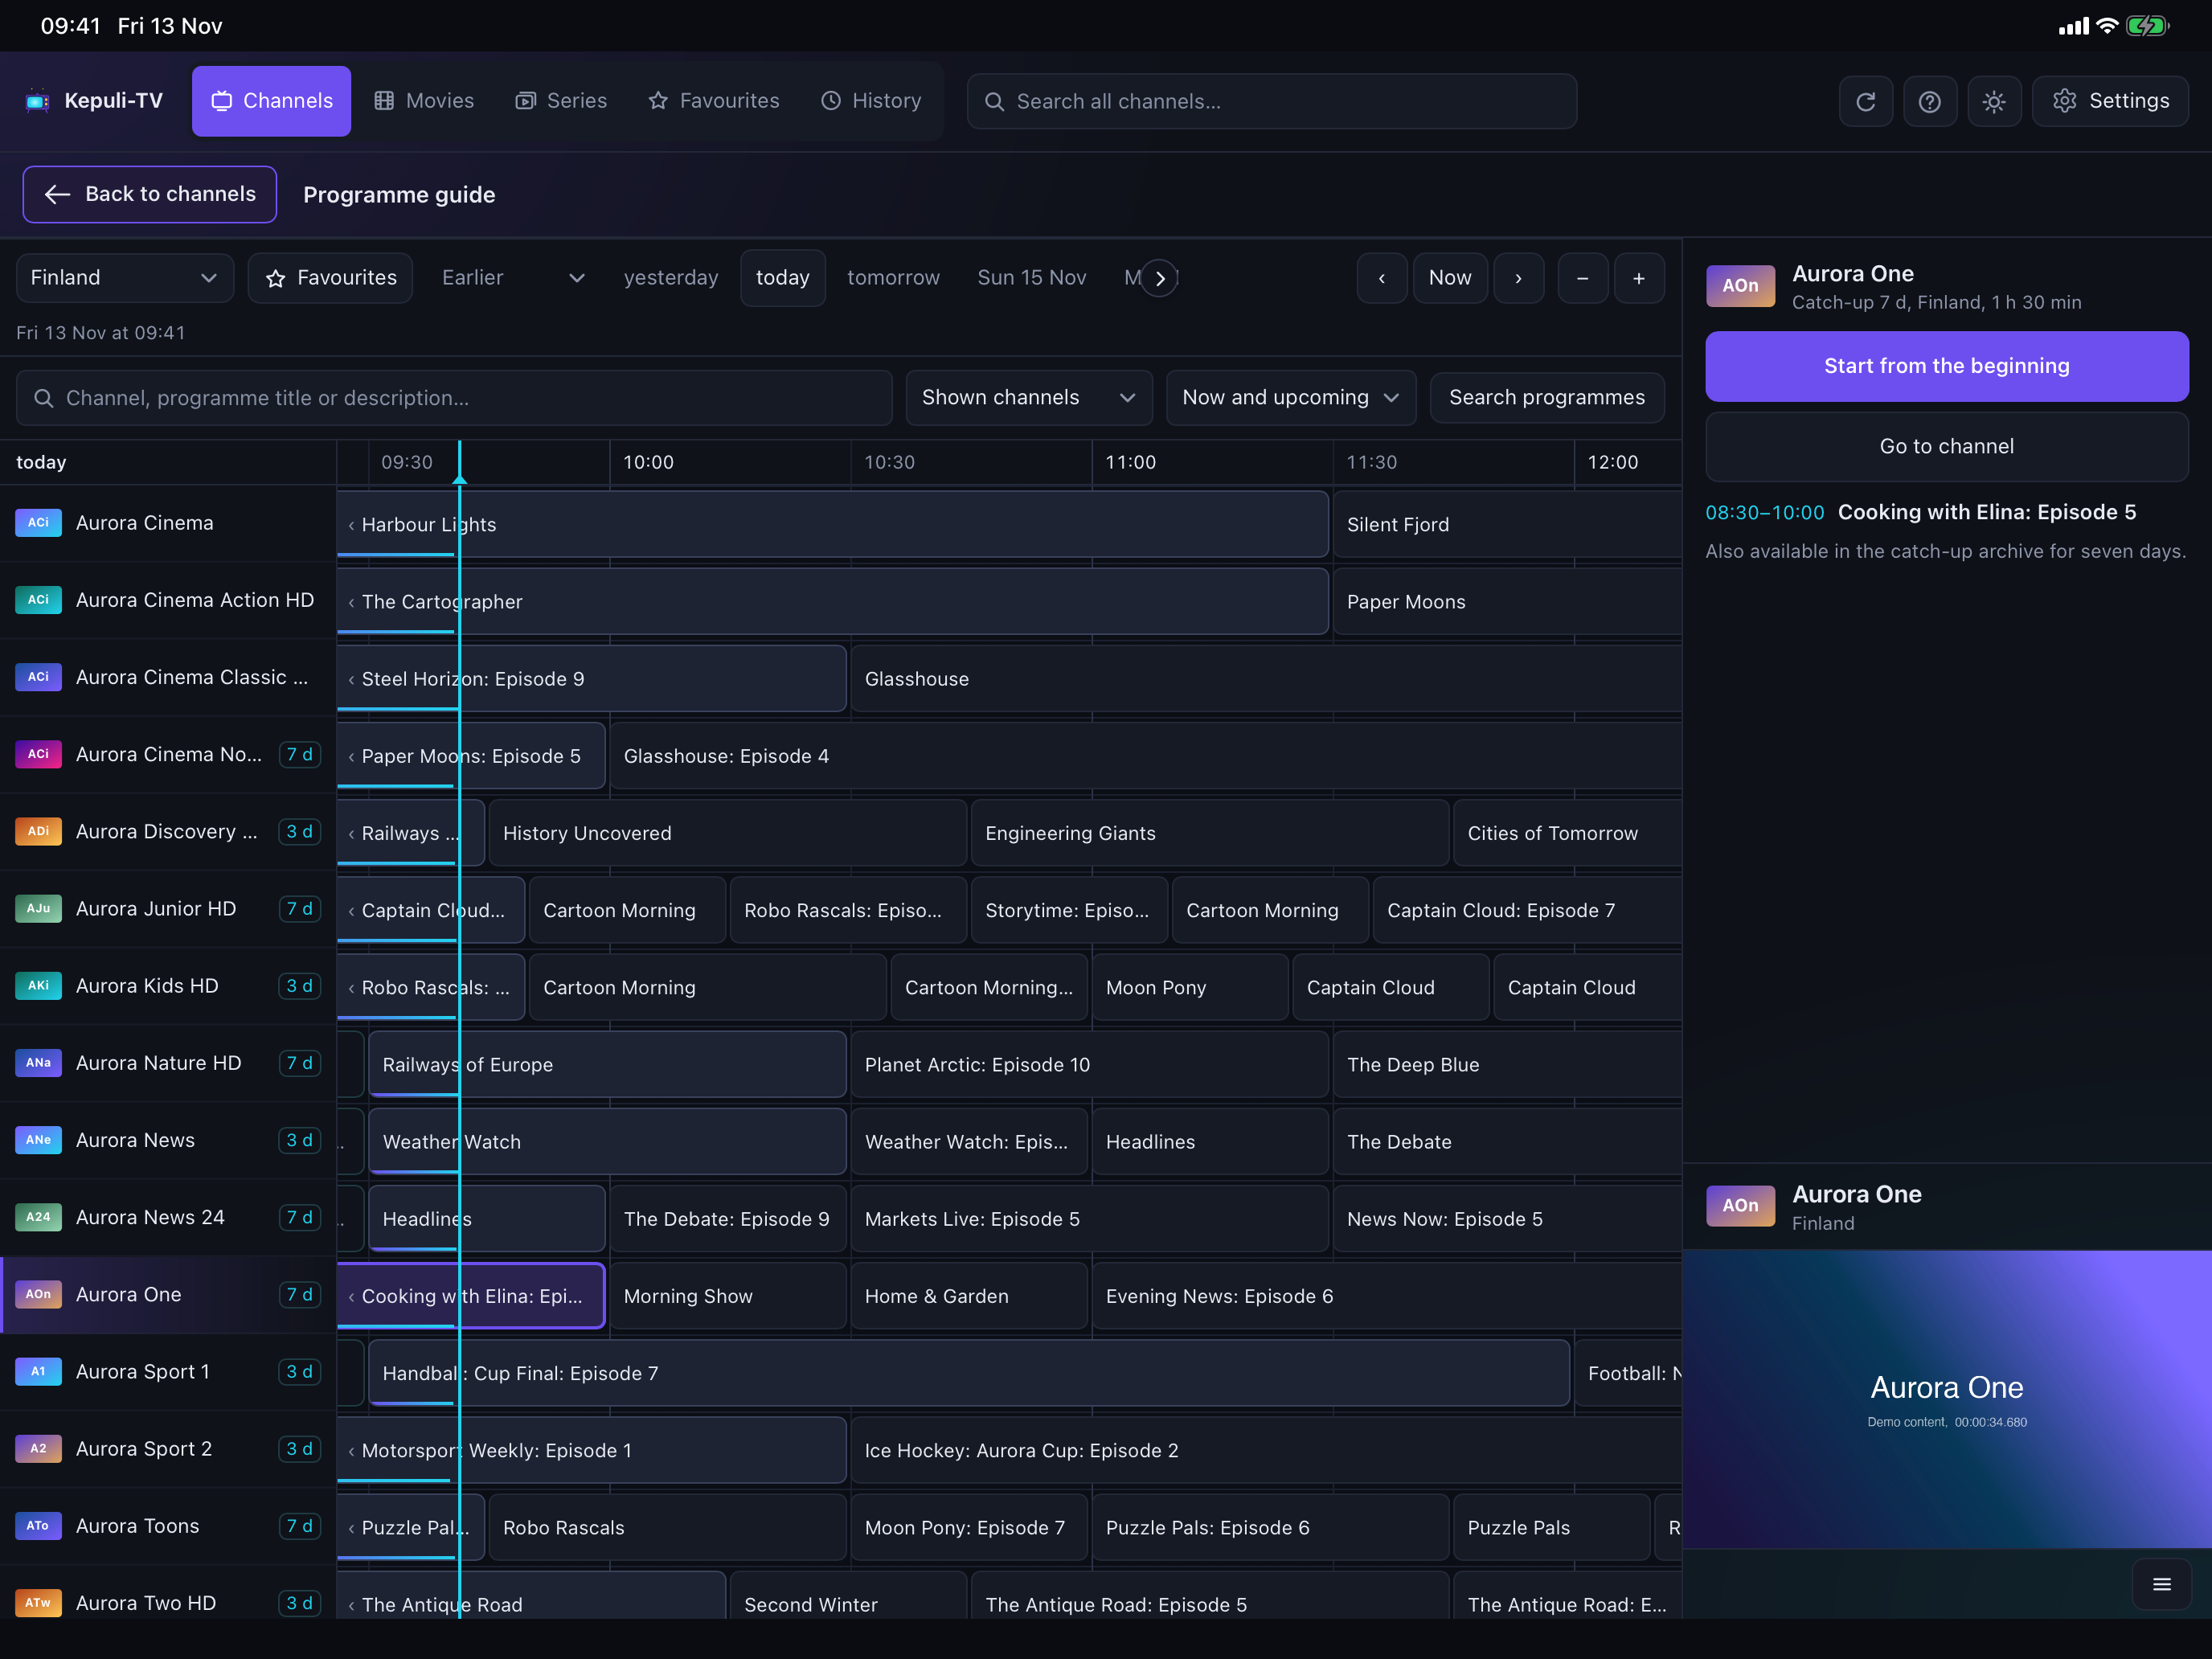 09:41 Fri 13 Nov
Kepuli-TV Channels Movies Series Favourites History Search all channels... Settings
Back to channels Programme guide
Finland Favourites Earlier yesterday today tomorrow Sun 15 Nov Now
Fri 13 Nov at 09:41
Channel, programme title or description... Shown channels Now and upcoming Search programmes
today 09:30 10:00 10:30 11:00 11:30 12:00
ACi Aurora Cinema ‹ Harbour Lights Silent Fjord
ACi Aurora Cinema Action HD ‹ The Cartographer Paper Moons
ACi Aurora Cinema Classic ... ‹ Steel Horizon: Episode 9 Glasshouse
ACi Aurora Cinema No... 7 d ‹ Paper Moons: Episode 5 Glasshouse: Episode 4
ADi Aurora Discovery ... 3 d ‹ Railways ... History Uncovered Engineering Giants Cities of Tomorrow
AJu Aurora Junior HD 7 d ‹ Captain Cloud... Cartoon Morning Robo Rascals: Episo... Storytime: Episo... Cartoon Morning Captain Cloud: Episode 7
AKi Aurora Kids HD 3 d ‹ Robo Rascals: ... Cartoon Morning Cartoon Morning... Moon Pony Captain Cloud Captain Cloud
ANa Aurora Nature HD 7 d Railways of Europe Planet Arctic: Episode 10 The Deep Blue
ANe Aurora News 3 d Weather Watch Weather Watch: Epis... Headlines The Debate
A24 Aurora News 24 7 d Headlines The Debate: Episode 9 Markets Live: Episode 5 News Now: Episode 5
AOn Aurora One 7 d ‹ Cooking with Elina: Epi... Morning Show Home & Garden Evening News: Episode 6
A1 Aurora Sport 1 3 d Handball: Cup Final: Episode 7 Football:
A2 Aurora Sport 2 3 d ‹ Motorsport Weekly: Episode 1 Ice Hockey: Aurora Cup: Episode 2
ATo Aurora Toons 7 d ‹ Puzzle Pal... Robo Rascals Moon Pony: Episode 7 Puzzle Pals: Episode 6 Puzzle Pals
ATw Aurora Two HD 3 d ‹ The Antique Road Second Winter The Antique Road: Episode 5 The Antique Road: E...
AOn Aurora One
Catch-up 7 d, Finland, 1 h 30 min
Start from the beginning
Go to channel
08:30–10:00 Cooking with Elina: Episode 5
Also available in the catch-up archive for seven days.
AOn Aurora One
Finland
Aurora One
Demo content, 00:00:34.680